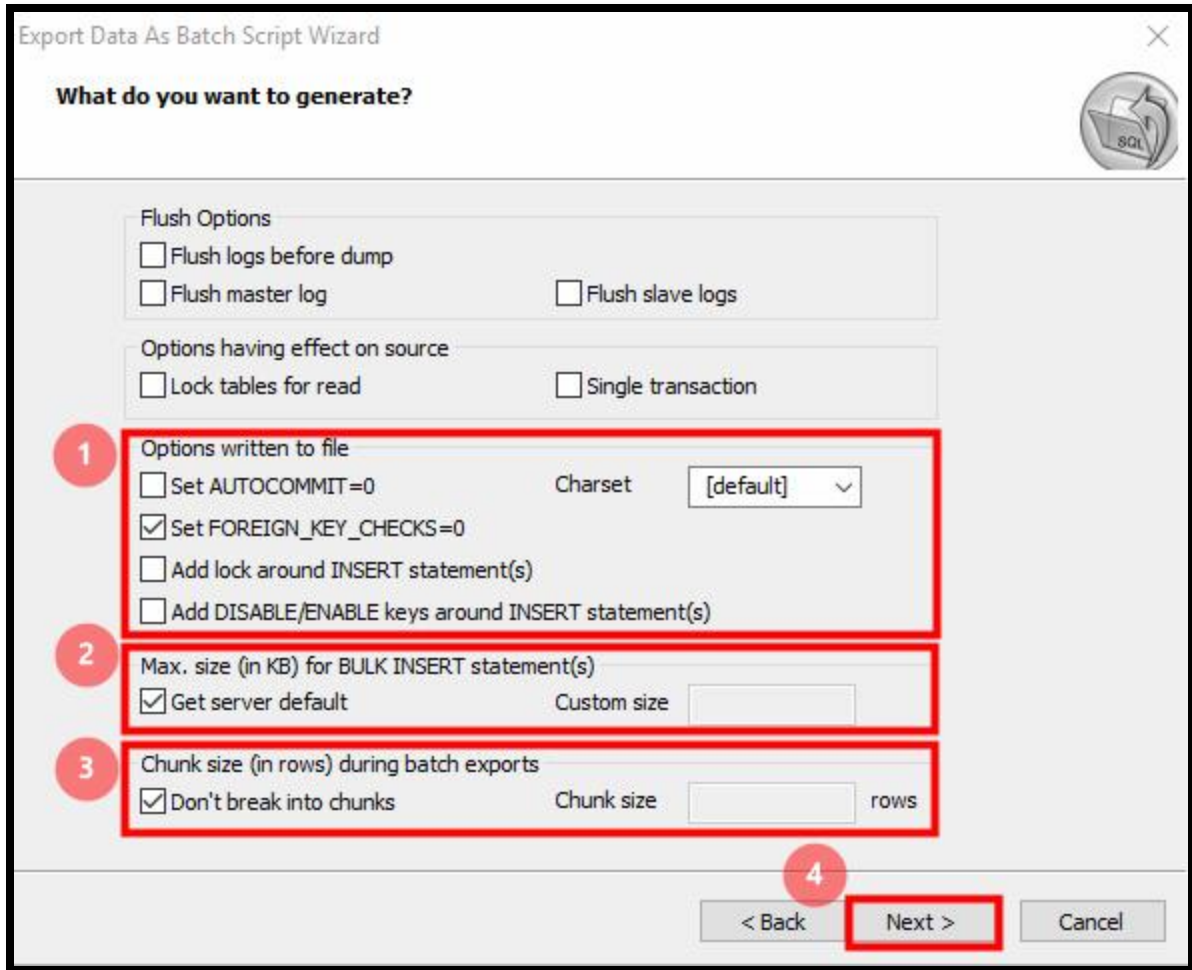 Export Data As Batch Script Wizard
What do you want to generate?
SQL
Flush Options
Flush logs before dump
Flush master log
Flush slave logs
Options having effect on source
Lock tables for read
Single transaction
1
Options written to file
Set AUTOCOMMIT=0
Charset
[default]
Set FOREIGN_KEY_CHECKS=0
Add lock around INSERT statement(s)
Add DISABLE/ENABLE keys around INSERT statement(s)
2
Max. size (in KB) for BULK INSERT statement(s)
Get server default
Custom size
3
Chunk size (in rows) during batch exports
Don't break into chunks
Chunk size
rows
4
< Back
Next >
Cancel